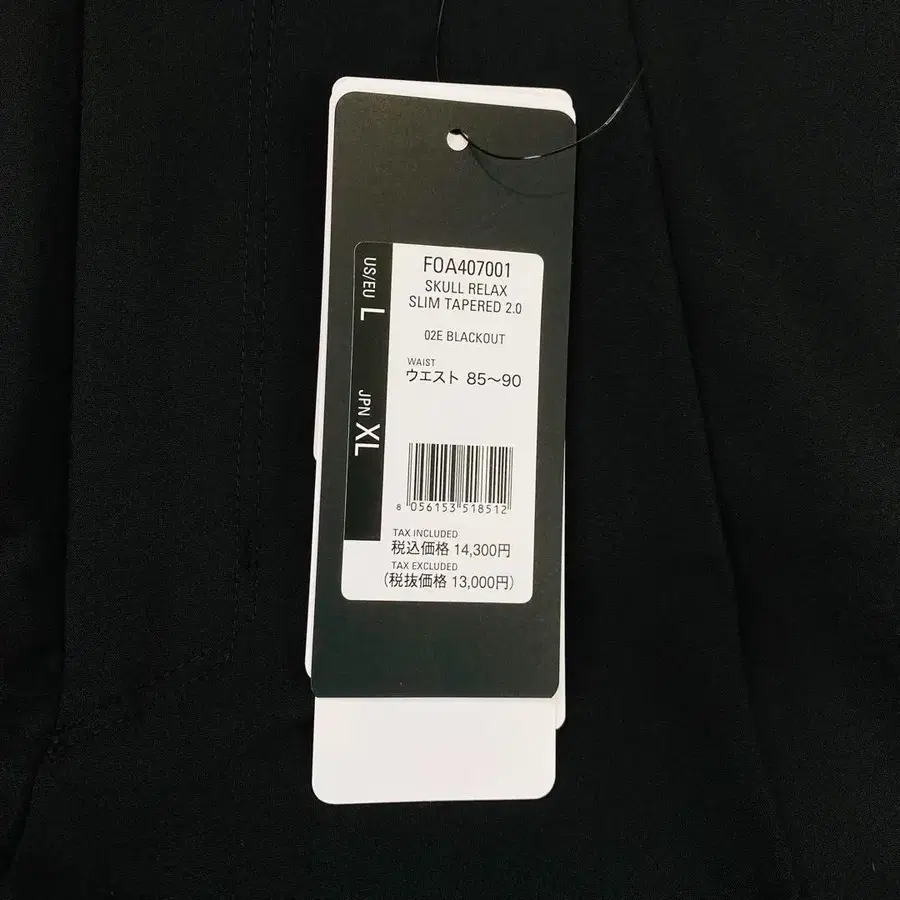 US/EU L
JPN XL
FOA407001
SKULL RELAX
SLIM TAPERED 2.0
02E BLACKOUT
WAIST
ウエスト 85〜90
8 056153 518512
TAX INCLUDED
税込価格 14,300円
TAX EXCLUDED
(税抜価格 13,000円)